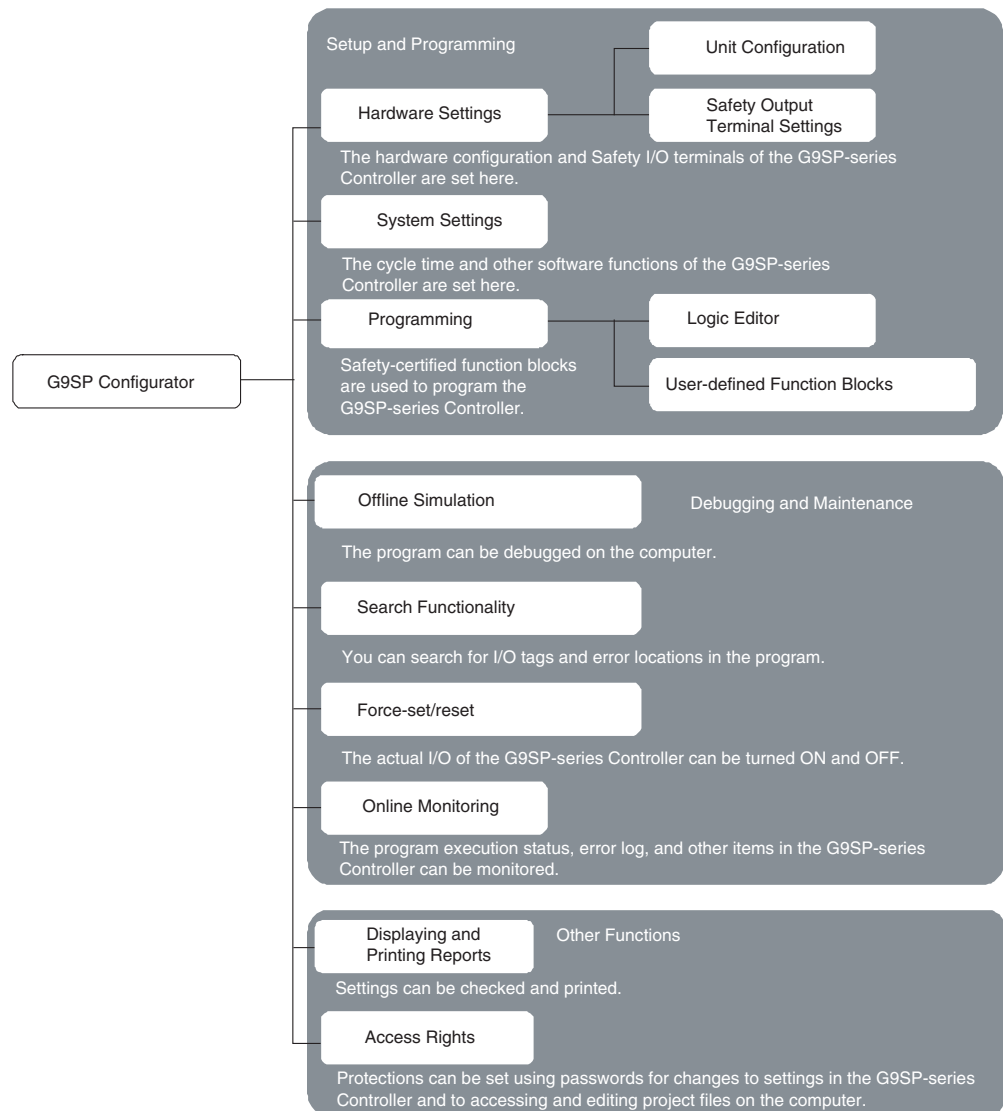 Setup and Programming
Unit Configuration
Hardware Settings
Safety Output
Terminal Settings
The hardware configuration and Safety I/O terminals of the G9SP-series
Controller are set here.
System Settings
The cycle time and other software functions of the G9SP-series
Controller are set here.
Programming
Logic Editor
G9SP Configurator
Safety-certified function blocks
are used to program the
G9SP-series Controller.
User-defined Function Blocks
Offline Simulation
Debugging and Maintenance
The program can be debugged on the computer.
Search Functionality
You can search for I/O tags and error locations in the program.
Force-set/reset
The actual I/O of the G9SP-series Controller can be turned ON and OFF.
Online Monitoring
The program execution status, error log, and other items in the G9SP-series
Controller can be monitored.
Displaying and
Printing Reports
Other Functions
Settings can be checked and printed.
Access Rights
Protections can be set using passwords for changes to settings in the G9SP-series
Controller and to accessing and editing project files on the computer.